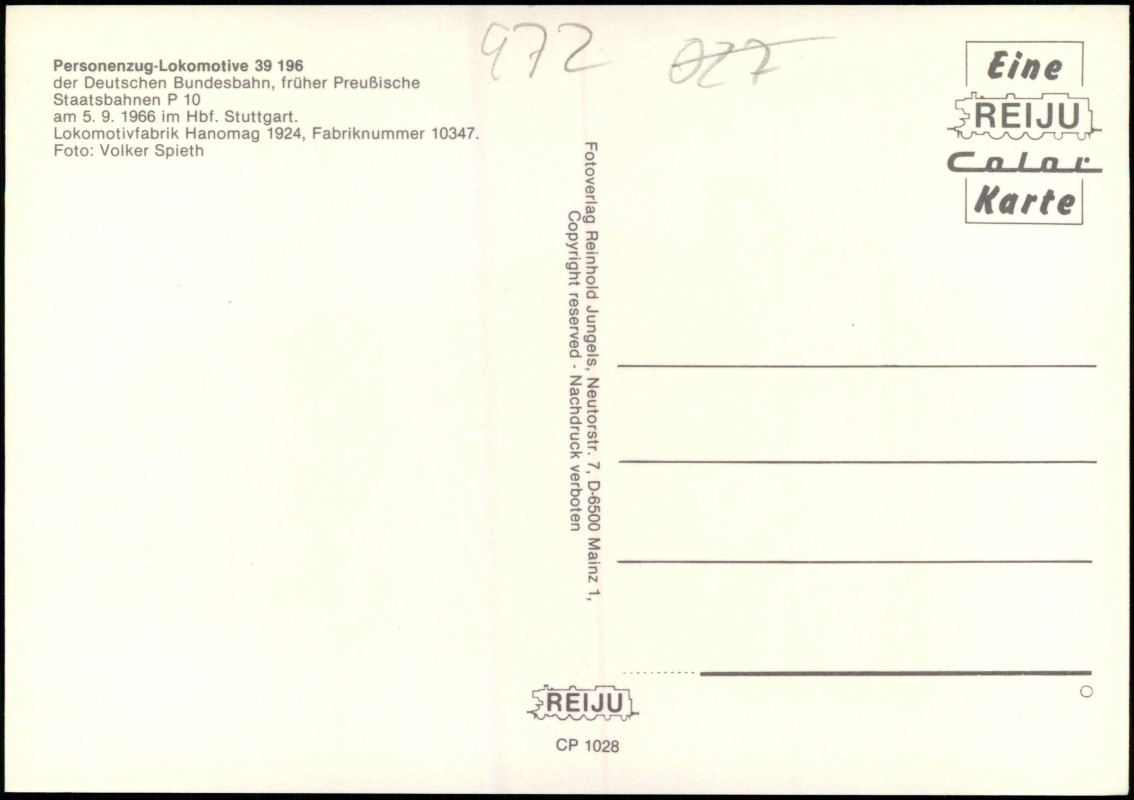 Personenzug-Lokomotive 39 196
der Deutschen Bundesbahn, früher Preußische
Staatsbahnen P 10
am 5. 9. 1966 im Hbf. Stuttgart.
Lokomotivfabrik Hanomag 1924, Fabriknummer 10347.
Foto: Volker Spieth
972
027
Eine
REIJU
Color
Karte
Fotoverlag Reinhold Jungels, Neutorstr. 7, D-6500 Mainz 1,
Copyright reserved - Nachdruck verboten
REIJU
CP 1028